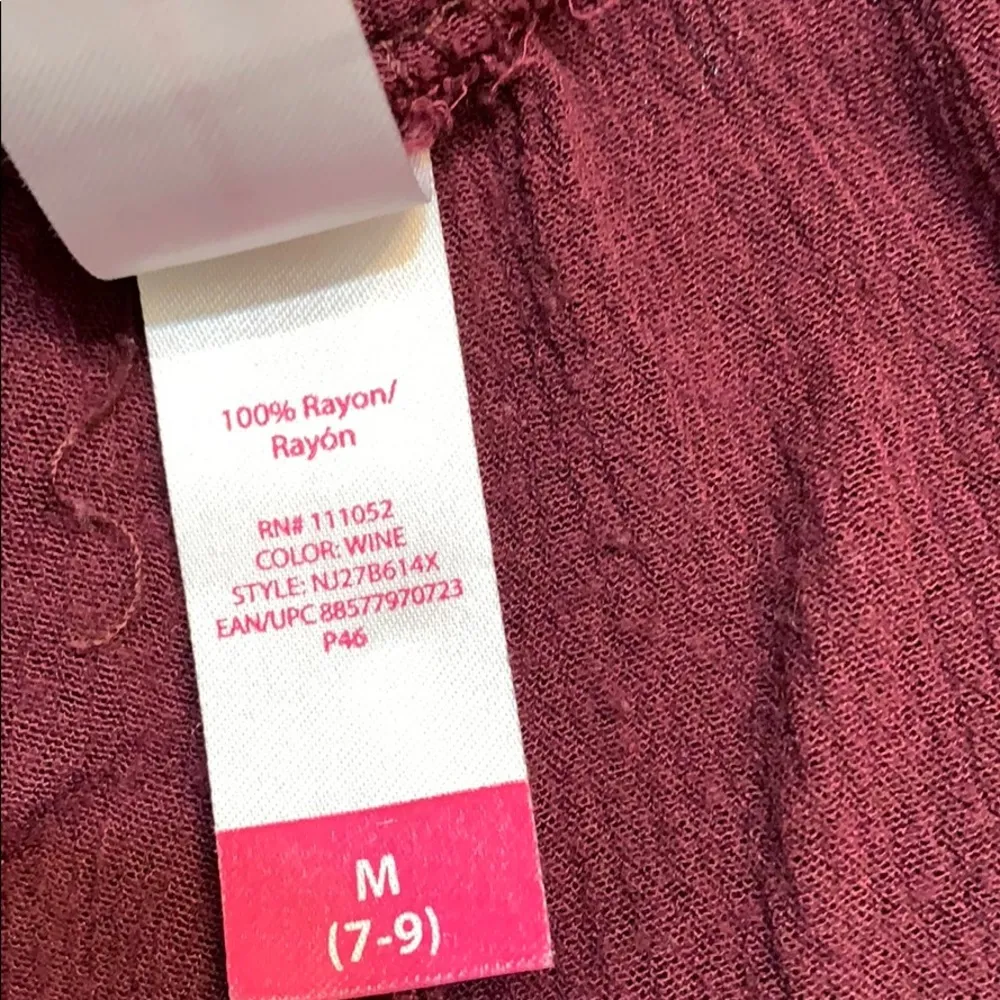 100% Rayon/
Rayón
RN# 111052
COLOR: WINE
STYLE: NJ27B614X
EAN/UPC 88577970723
P46
M
(7-9)